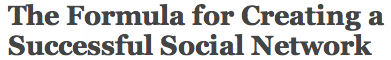 The Formula for Creating a
Successful Social Network